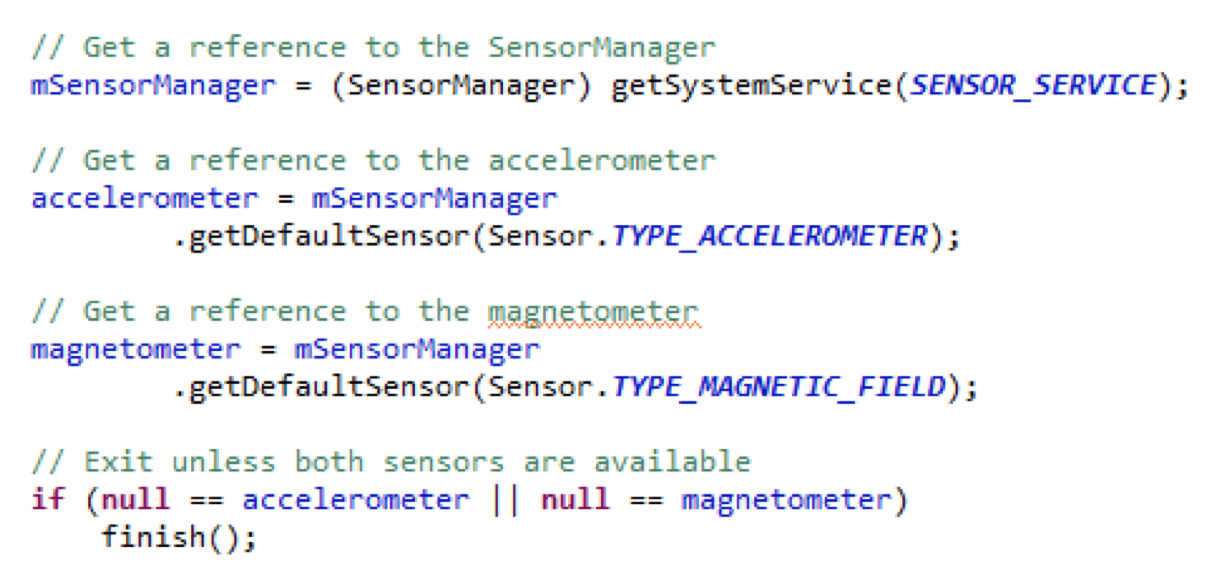 // Get a reference to the SensorManager
mSensorManager = (SensorManager) getSystemService(SENSOR_SERVICE);
// Get a reference to the accelerometer
accelerometer = mSensorManager
.getDefaultSensor(Sensor.TYPE_ACCELEROMETER);
// Get a reference to the magnetometer
magnetometer = mSensorManager
.getDefaultSensor(Sensor.TYPE_MAGNETIC_FIELD);
// Exit unless both sensors are available
if (null == accelerometer || null == magnetometer)
finish();